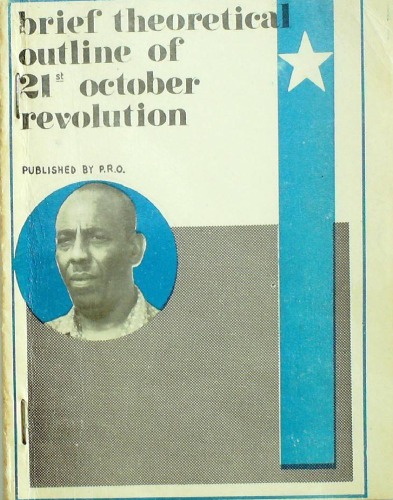 brief theoretical
outline of
21st october
revolution
PUBLISHED BY P.R.O.